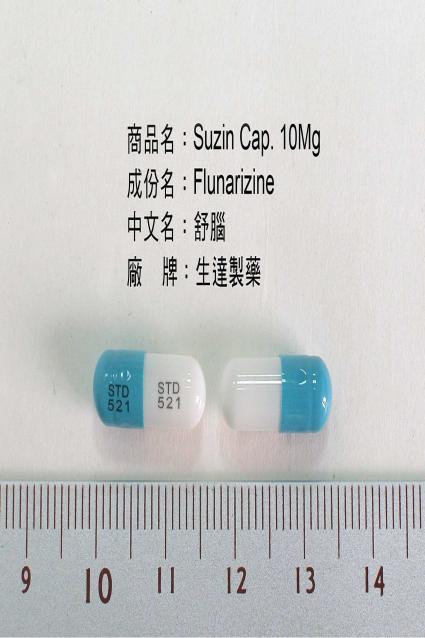 商品名：Suzin Cap. 10Mg
成份名：Flunarizine
中文名：舒腦
廠　牌：生達製藥
STD STD
521 521
9 10 11 12 13 14